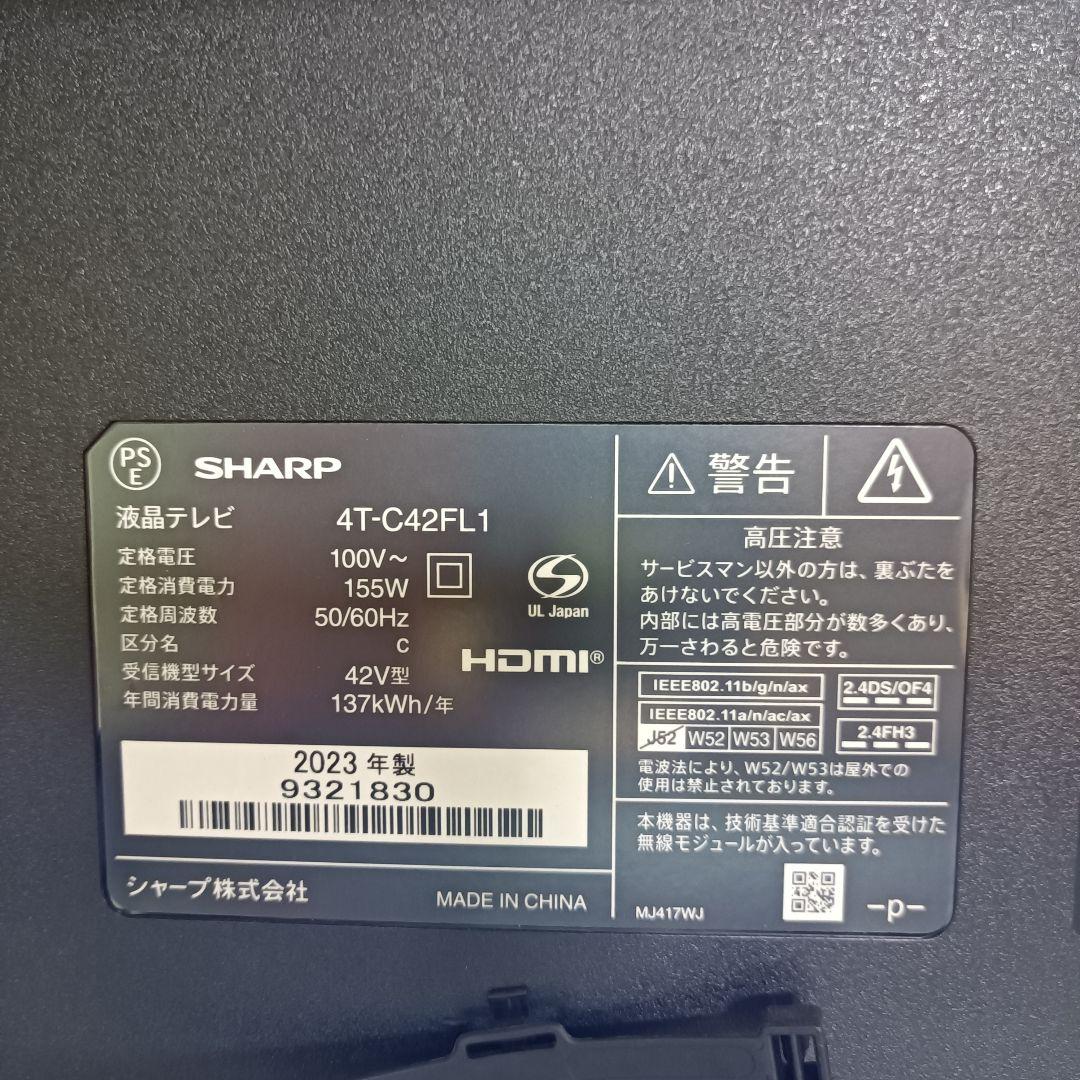 PS
E
SHARP
液晶テレビ 4T-C42FL1
定格電圧 100V～
定格消費電力 155W
定格周波数 50/60Hz
区分名 C
受信機型サイズ 42V型
年間消費電力量 137kWh/年
UL Japan
HDMI®
2023 年製
9321830
シャープ株式会社
MADE IN CHINA
警告
高圧注意
サービスマン以外の方は、裏ぶたを
あけないでください。
内部には高電圧部分が数多くあり、
万一さわると危険です。
IEEE802.11b/g/n/ax
IEEE802.11a/n/ac/ax
J52 W52 W53 W56
2.4DS/OF4
2.4FH3
電波法により、W52/W53は屋外での
使用は禁止されております。
本機器は、技術基準適合認証を受けた
無線モジュールが入っています。
MJ417WJ
–p–